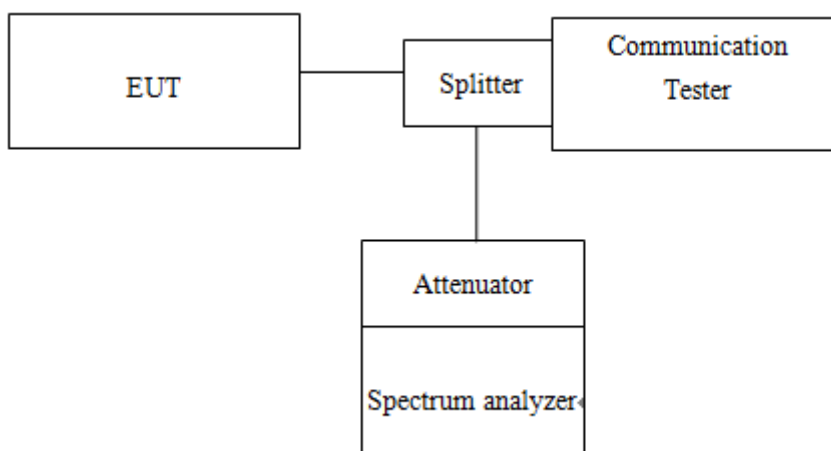 EUT
Splitter
Communication
Tester
Attenuator
Spectrum analyzer